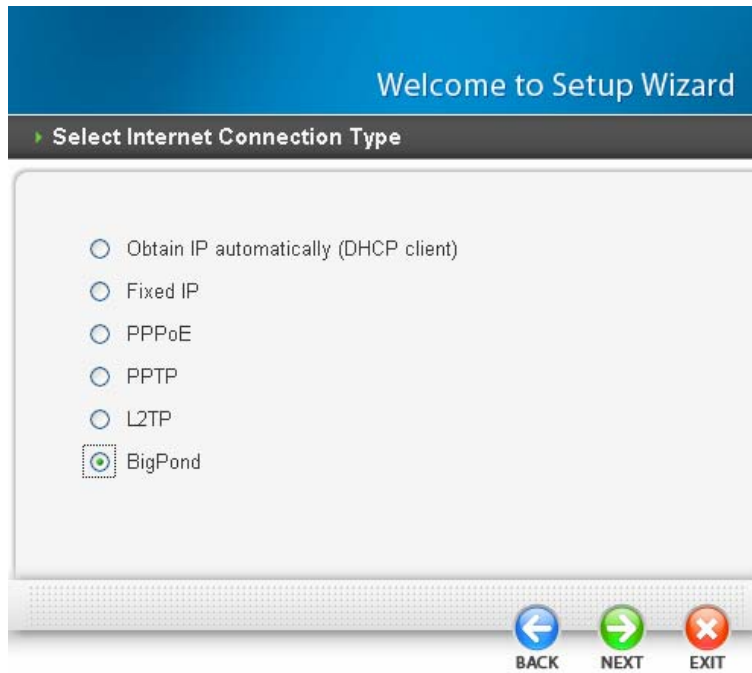 Welcome to Setup Wizard
Select Internet Connection Type
Obtain IP automatically (DHCP client)
Fixed IP
PPPoE
PPTP
L2TP
BigPond
BACK NEXT EXIT